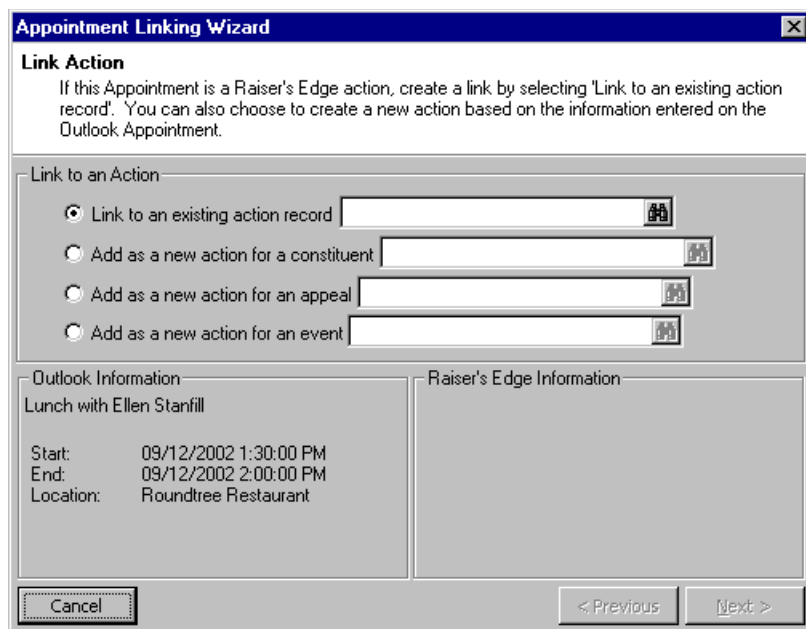 Appointment Linking Wizard
Link Action
If this Appointment is a Raiser's Edge action, create a link by selecting 'Link to an existing action
record'. You can also choose to create a new action based on the information entered on the
Outlook Appointment.
Link to an Action
Link to an existing action record
Add as a new action for a constituent
Add as a new action for an appeal
Add as a new action for an event
Outlook Information
Lunch with Ellen Stanfill
Start: 09/12/2002 1:30:00 PM
End: 09/12/2002 2:00:00 PM
Location: Roundtree Restaurant
Raiser's Edge Information
Cancel
< Previous
Next >